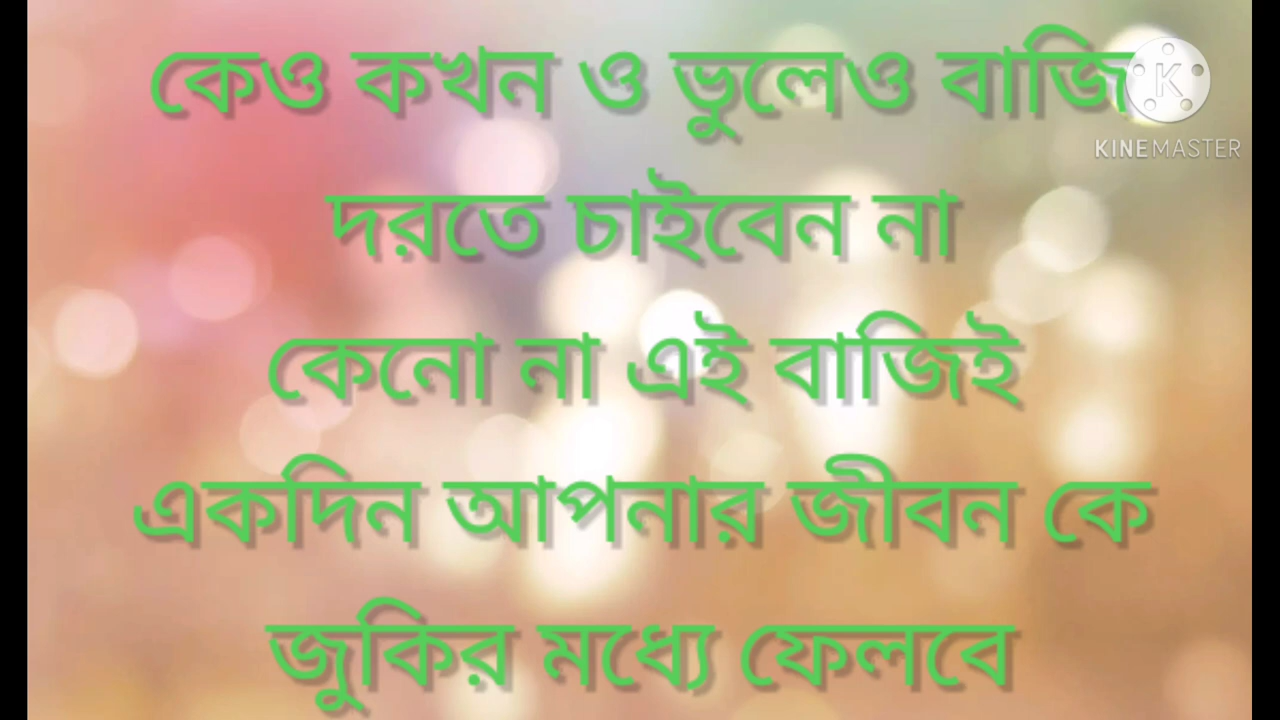 কেও কখন ও ভুলেও বাজি
KINEMASTER
দরতে চাইবেন না
কেনো না এই বাজিই
একদিন আপনার জীবন কে
জুকির মধ্যে ফেলবে